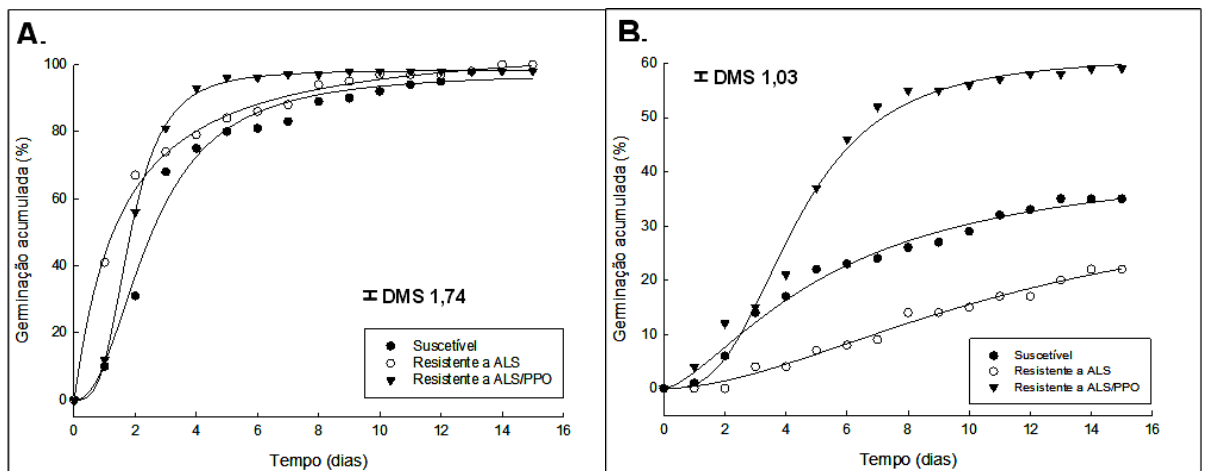 A.
Germinação acumulada (%)
100
80
60
40
20
0
DMS 1,74
Suscetível
Resistente a ALS
Resistente a ALS/PPO
0 2 4 6 8 10 12 14 16
Tempo (dias)
B.
Germinação acumulada (%)
60
50
40
30
20
10
0
DMS 1,03
Suscetível
Resistente a ALS
Resistente a ALS/PPO
0 2 4 6 8 10 12 14 16
Tempo (dias)